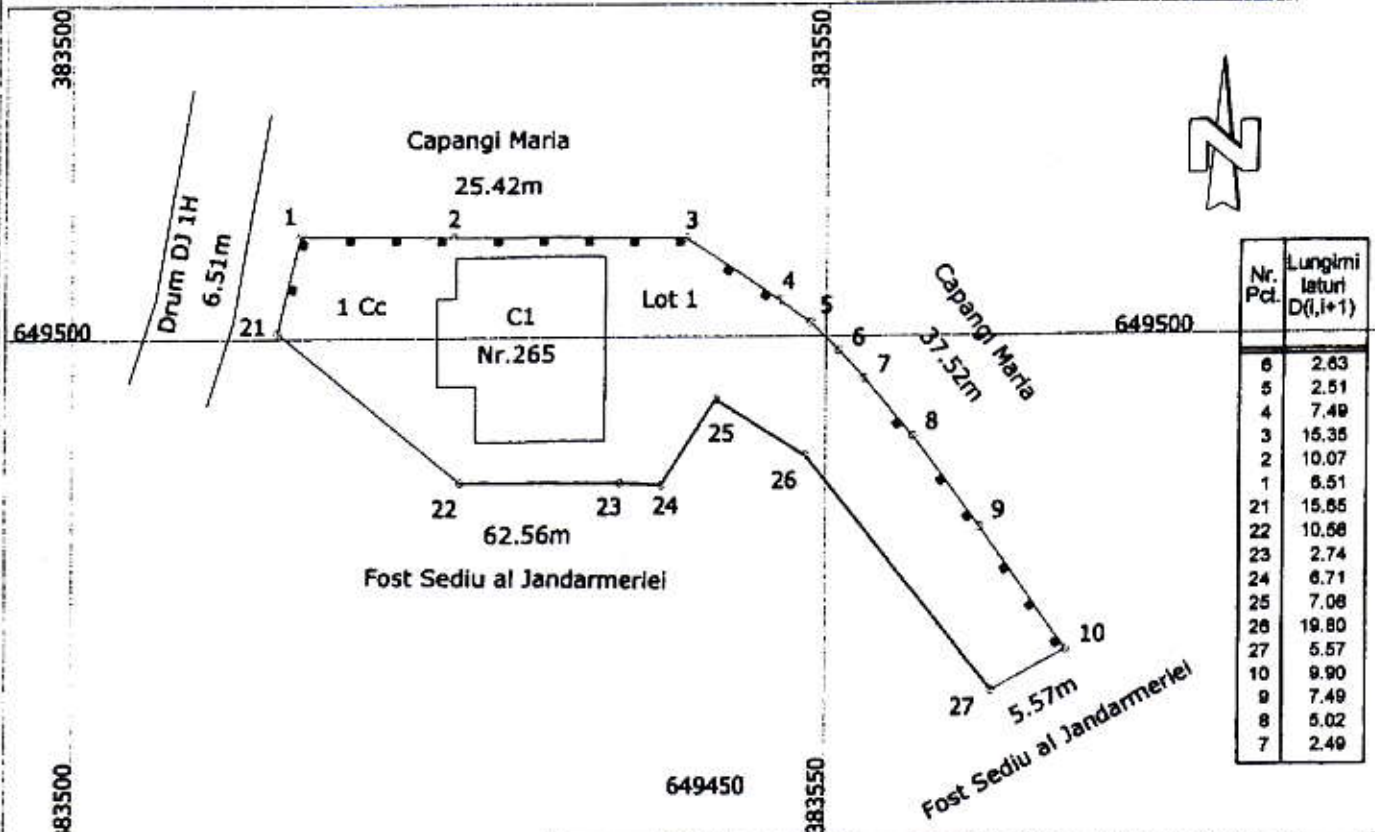 383500
383550
N
Capangi Maria
25.42m
1
2
3
Drum DJ 1H
6.51m
4
5
Capangi Maria
37.52m
1 Cc
C1
Lot 1
Nr.265
649500
21
6
649500
7
8
25
26
22
23
24
9
62.56m
Fost Sediu al Jandarmeriei
10
27
5.57m
Fost Sediu al Jandarmeriei
649450
383500
383550
Nr. Pct. Lungimi laturi D(i,i+1)
6 2.63
5 2.51
4 7.49
3 15.35
2 10.07
1 6.51
21 15.65
22 10.58
23 2.74
24 6.71
25 7.08
26 19.80
27 5.57
10 9.90
9 7.49
8 5.02
7 2.49